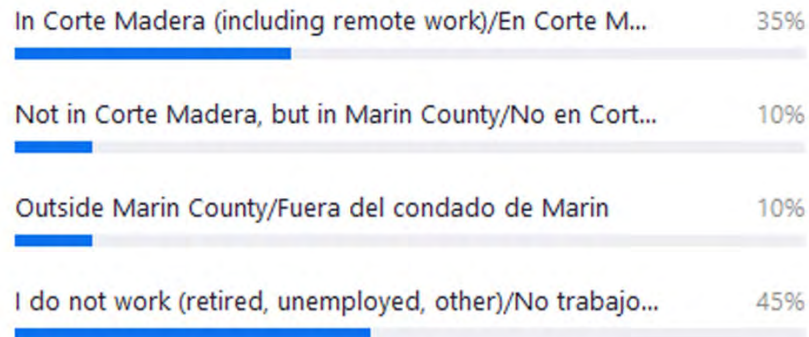 In Corte Madera (including remote work)/En Corte M... 35%
Not in Corte Madera, but in Marin County/No en Cort... 10%
Outside Marin County/Fuera del condado de Marin 10%
I do not work (retired, unemployed, other)/No trabajo... 45%